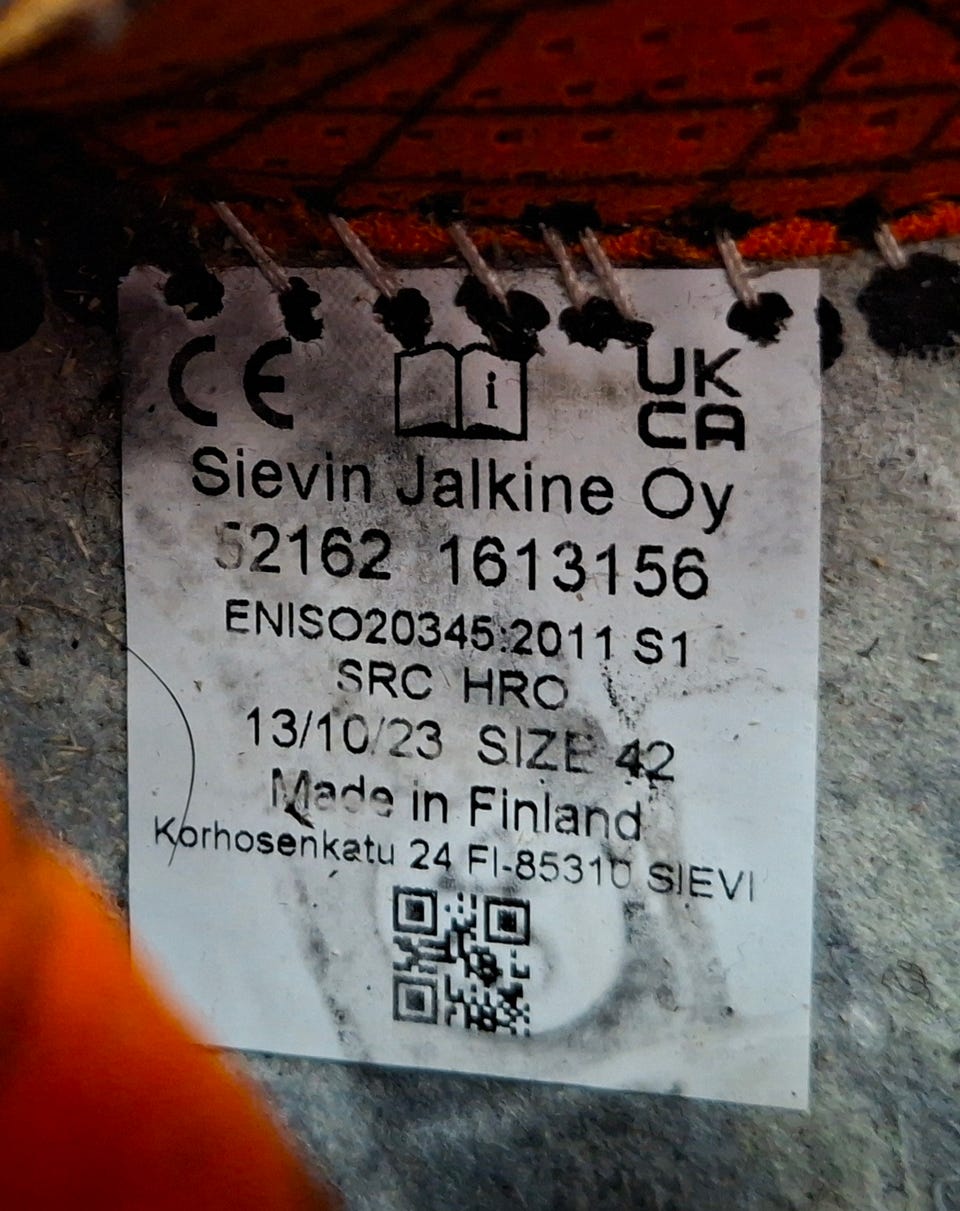 CE i UK
CA
Sievin Jalkine Oy
52162 1613156
ENISO20345:2011 S1
SRC HRO
13/10/23 SIZE 42
Made in Finland
Korhosenkatu 24 FI-85310 SIEVI